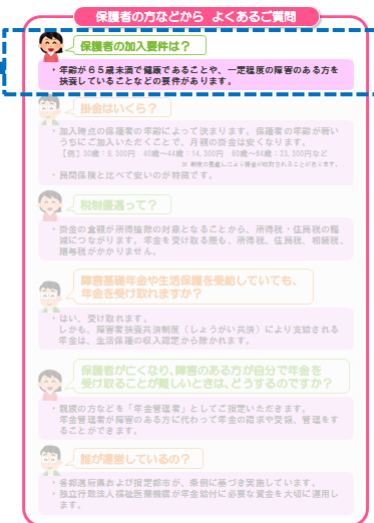 保護者の方などから よくあるご質問
保護者の加入要件は？
・年齢が６５歳未満で健康であることや、一定程度の障害のある方を
扶養していることなどの要件があります。
掛金はいくら？
・加入時点の保護者の年齢によって決まります。保護者の年齢が若い
うちにご加入いただくことで、月額の掛金は安くなります。
【例】30歳：9,300円 40歳～44歳：14,300円 60歳～64歳：23,300円など
※ 制度の見直しにより掛金が改訂されることがあります。
・民間保険と比べて安いのが特徴です。
税制優遇って？
・掛金の全額が所得控除の対象となることから、所得税・住民税の軽
減につながります。年金を受け取る際も、所得税、住民税、相続税、
贈与税がかかりません。
障害基礎年金や生活保護を受給していても、
年金を受け取れますか？
・はい、受け取れます。
しかも、障害者扶養共済制度（しょうがい共済）により支給される
年金は、生活保護の収入認定から除かれます。
保護者が亡くなり、障害のある方が自分で年金を
受け取ることが難しいときは、どうするのですか？
・親族の方などを「年金管理者」としてご指定いただきます。
年金管理者が障害のある方に代わって年金の請求や受領、管理をす
ることができます。
誰が運営しているの？
・各都道府県および指定都市が、条例に基づき実施しています。
・独立行政法人福祉医療機構が年金給付に必要な資金を大切に運用し
ます。